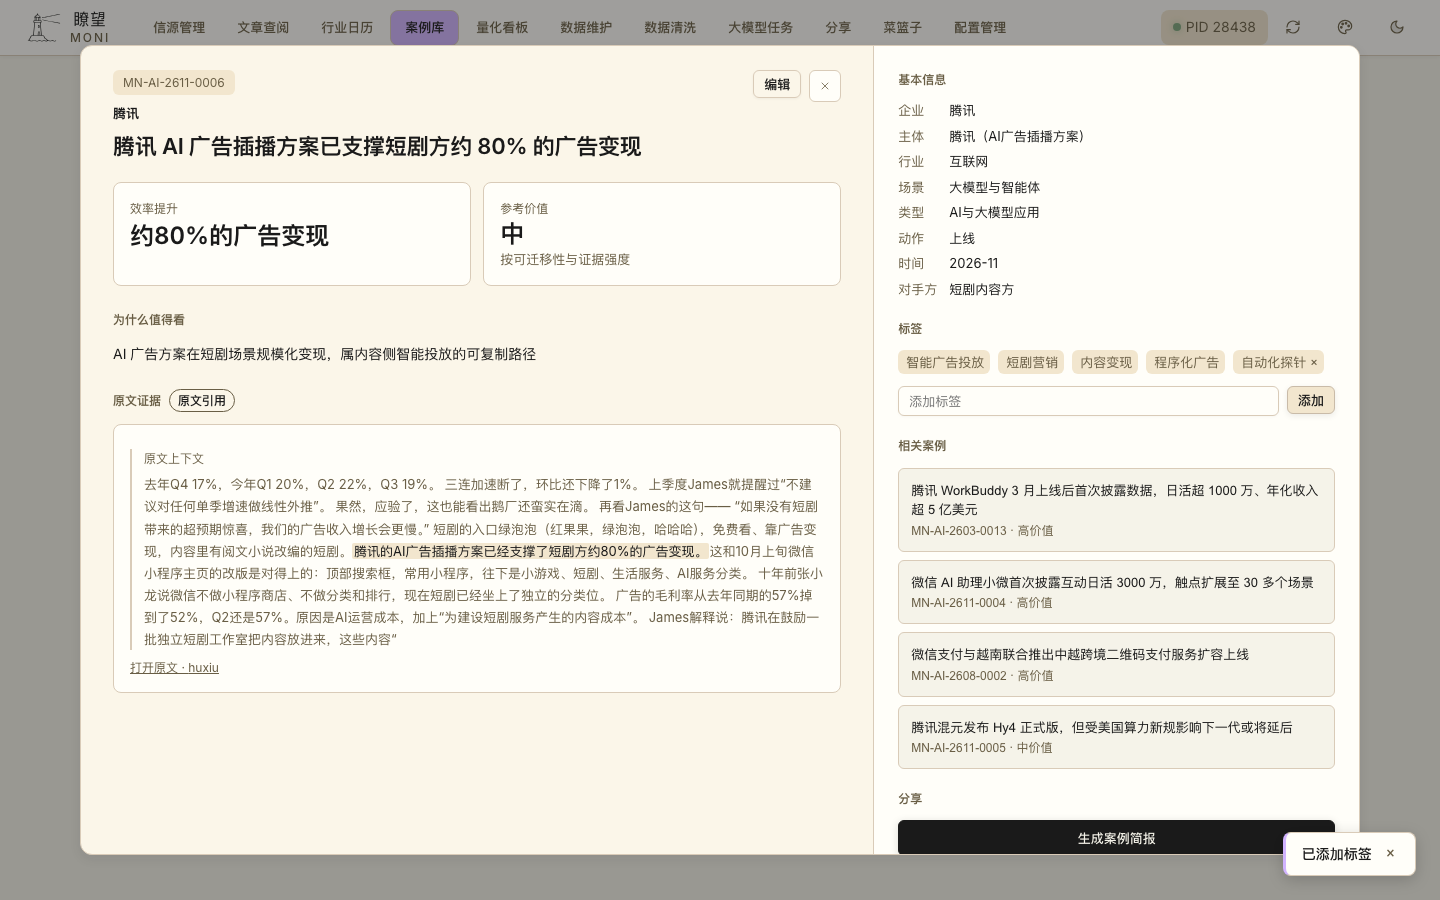 瞭望
MONI
信源管理
文章查阅
行业日历
案例库
量化看板
数据维护
数据清洗
大模型任务
分享
菜篮子
配置管理
PID 28438
MN-AI-2611-0006
编辑
×
腾讯
腾讯 AI 广告插播方案已支撑短剧方约 80% 的广告变现
效率提升
约80%的广告变现
参考价值
中
按可迁移性与证据强度
为什么值得看
AI 广告方案在短剧场景规模化变现，属内容侧智能投放的可复制路径
原文证据
原文引用
原文上下文
去年Q4 17%，今年Q1 20%，Q2 22%，Q3 19%。 三连加速断了，环比还下降了1%。 上季度James就提醒过“不建
议对任何单季增速做线性外推”。 果然，应验了，这也能看出鹅厂还蛮实在滴。 再看James的这句—— “如果没有短剧
带来的超预期惊喜，我们的广告收入增长会更慢。” 短剧的入口绿泡泡（红果果，绿泡泡，哈哈哈），免费看、靠广告变
现，内容里有阅文小说改编的短剧。腾讯的AI广告插播方案已经支撑了短剧方约80%的广告变现。这和10月上旬微信
小程序主页的改版是对得上的：顶部搜索框，常用小程序，往下是小游戏、短剧、生活服务、AI服务分类。 十年前张小
龙说微信不做小程序商店、不做分类和排行，现在短剧已经坐上了独立的分类位。 广告的毛利率从去年同期的57%掉
到了52%，Q2还是57%。原因是AI运营成本，加上“为建设短剧服务产生的内容成本”。 James解释说：腾讯在鼓励一
批独立短剧工作室把内容放进来，这些内容“
打开原文 · huxiu
基本信息
企业 腾讯
主体 腾讯（AI广告插播方案）
行业 互联网
场景 大模型与智能体
类型 AI与大模型应用
动作 上线
时间 2026-11
对手方 短剧内容方
标签
智能广告投放
短剧营销
内容变现
程序化广告
自动化探针 ×
添加标签
添加
相关案例
腾讯 WorkBuddy 3 月上线后首次披露数据，日活超 1000 万、年化收入
超 5 亿美元
MN-AI-2603-0013 · 高价值
微信 AI 助理小微首次披露互动日活 3000 万，触点扩展至 30 多个场景
MN-AI-2611-0004 · 高价值
微信支付与越南联合推出中越跨境二维码支付服务扩容上线
MN-AI-2608-0002 · 高价值
腾讯混元发布 Hy4 正式版，但受美国算力新规影响下一代或将延后
MN-AI-2611-0005 · 中价值
分享
生成案例简报
已添加标签 ×